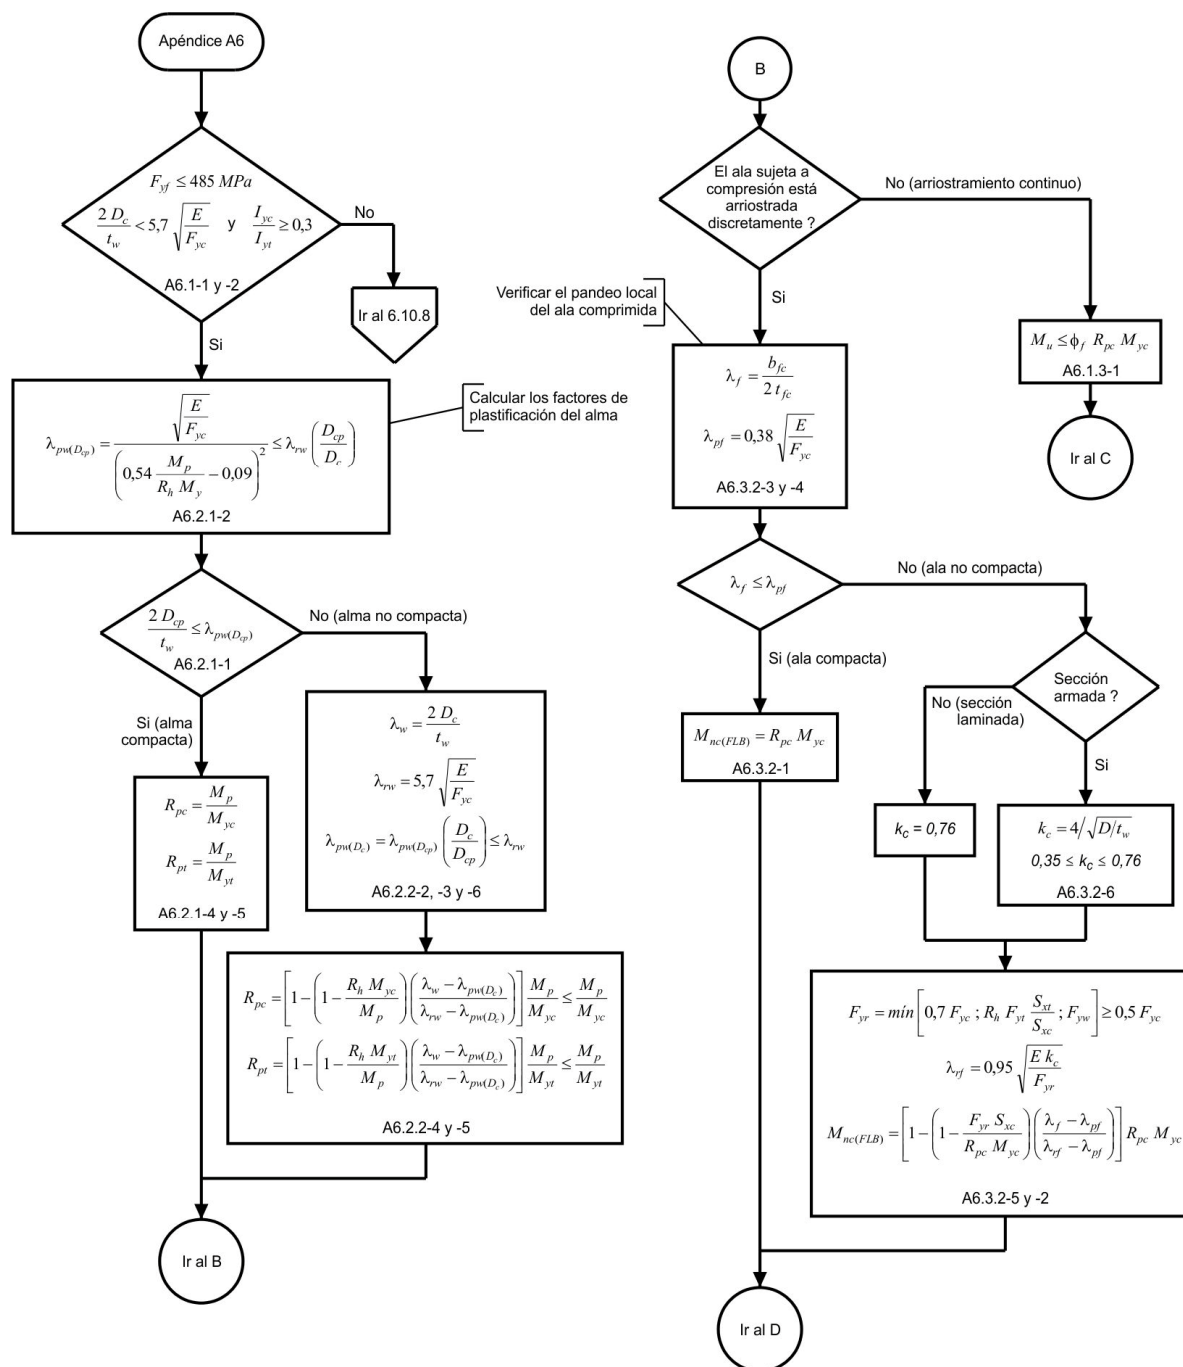 Apéndice A6
F_yf ≤ 485 MPa
2 D_c / t_w < 5,7 √(E / F_yc) y I_yc / I_yt ≥ 0,3
A6.1-1 y -2
No
Ir al 6.10.8
Si
λ_pw(D_cp) = √(E / F_yc) / (0,54 M_p / (R_h M_y) − 0,09)² ≤ λ_rw (D_cp / D_c)
A6.2.1-2
Calcular los factores de
plastificación del alma
2 D_cp / t_w ≤ λ_pw(D_cp)
A6.2.1-1
No (alma no compacta)
Si (alma
compacta)
R_pc = M_p / M_yc
R_pt = M_p / M_yt
A6.2.1-4 y -5
λ_w = 2 D_c / t_w
λ_rw = 5,7 √(E / F_yc)
λ_pw(D_c) = λ_pw(D_cp) (D_c / D_cp) ≤ λ_rw
A6.2.2-2, -3 y -6
R_pc = [1 − (1 − R_h M_yc / M_p) ((λ_w − λ_pw(D_c)) / (λ_rw − λ_pw(D_c)))] M_p / M_yc ≤ M_p / M_yc
R_pt = [1 − (1 − R_h M_yt / M_p) ((λ_w − λ_pw(D_c)) / (λ_rw − λ_pw(D_c)))] M_p / M_yt ≤ M_p / M_yt
A6.2.2-4 y -5
Ir al B
B
El ala sujeta a
compresión está
arriostrada
discretamente ?
No (arriostramiento continuo)
Si
M_u ≤ ϕ_f R_pc M_yc
A6.1.3-1
Ir al C
Verificar el pandeo local
del ala comprimida
λ_f = b_fc / (2 t_fc)
λ_pf = 0,38 √(E / F_yc)
A6.3.2-3 y -4
λ_f ≤ λ_pf
No (ala no compacta)
Si (ala compacta)
M_nc(FLB) = R_pc M_yc
A6.3.2-1
Sección
armada ?
No (sección
laminada)
Si
k_c = 0,76
k_c = 4/√(D/t_w)
0,35 ≤ k_c ≤ 0,76
A6.3.2-6
F_yr = mín[0,7 F_yc ; R_h F_yt S_xt / S_xc ; F_yw] ≥ 0,5 F_yc
λ_rf = 0,95 √(E k_c / F_yr)
M_nc(FLB) = [1 − (1 − F_yr S_xc / (R_pc M_yc)) ((λ_f − λ_pf) / (λ_rf − λ_pf))] R_pc M_yc
A6.3.2-5 y -2
Ir al D